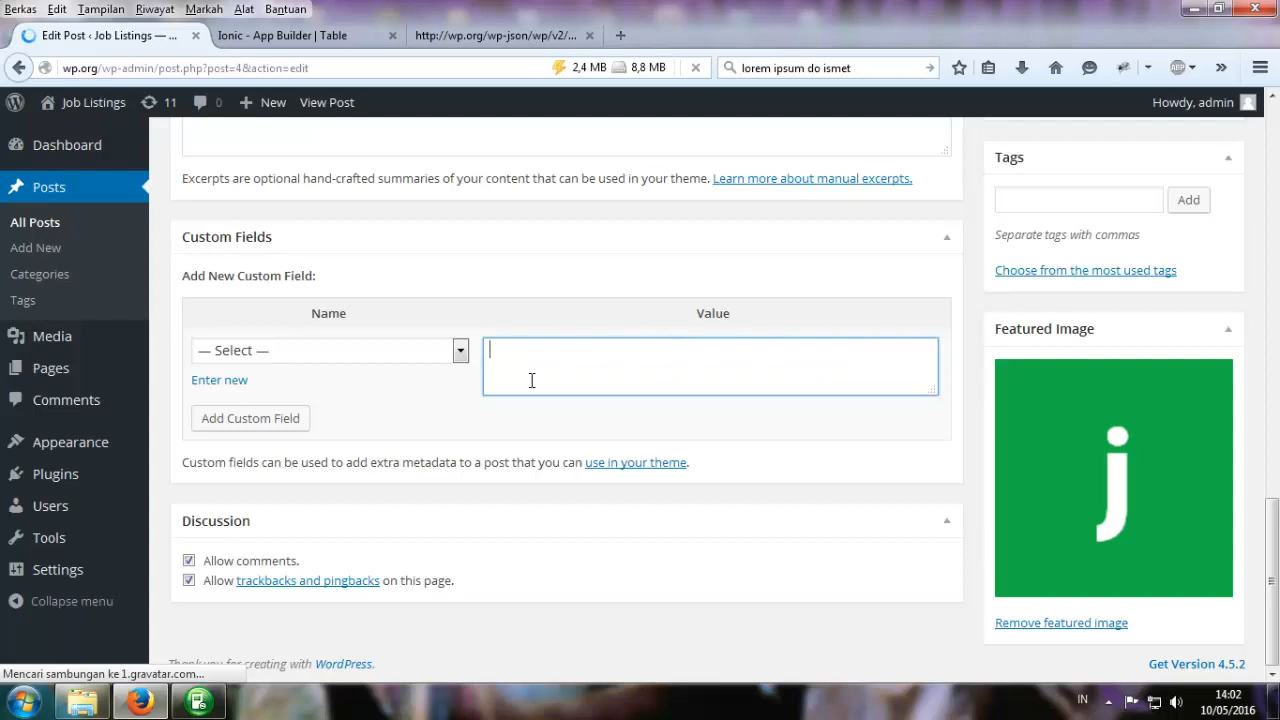 Berkas Edit Tampilan Riwayat Markah Alat Bantuan
Edit Post ‹ Job Listings — ...
Ionic - App Builder | Table
http://wp.org/wp-json/wp/v2/...
wp.org/wp-admin/post.php?post=4&action=edit
2,4 MB 8,8 MB
lorem ipsum do ismet
ABP
Job Listings 11 0 New View Post
Howdy, admin
Dashboard
Posts
All Posts
Add New
Categories
Tags
Media
Pages
Comments
Appearance
Plugins
Users
Tools
Settings
Collapse menu
Excerpts are optional hand-crafted summaries of your content that can be used in your theme. Learn more about manual excerpts.
Custom Fields
Add New Custom Field:
Name Value
— Select —
Enter new
Add Custom Field
Custom fields can be used to add extra metadata to a post that you can use in your theme.
Discussion
Allow comments.
Allow trackbacks and pingbacks on this page.
Thank you for creating with WordPress.
Tags
Add
Separate tags with commas
Choose from the most used tags
Featured Image
j
Remove featured image
Get Version 4.5.2
Mencari sambungan ke 1.gravatar.com...
IN
14:02
10/05/2016